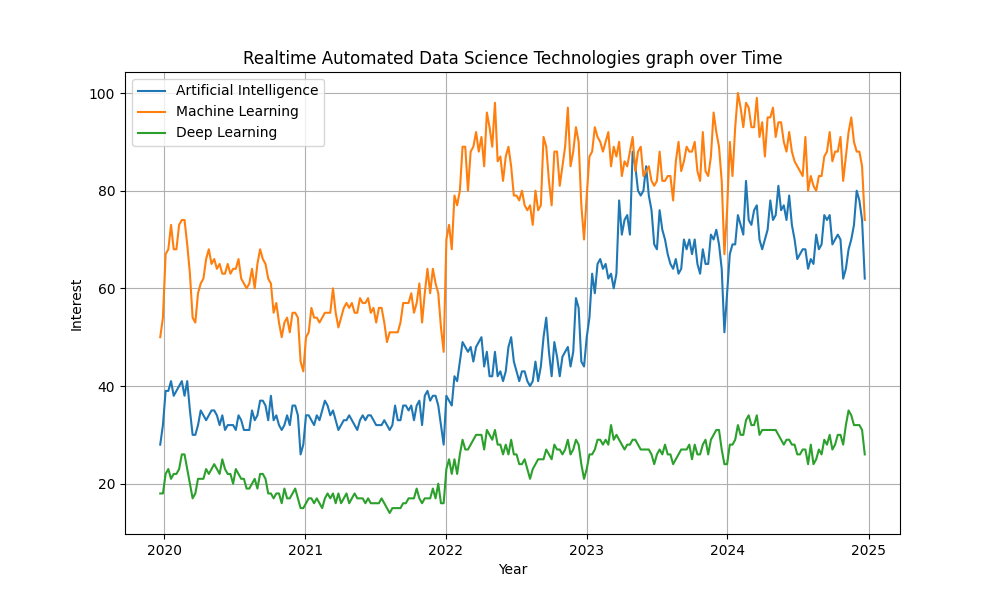 Realtime Automated Data Science Technologies graph over Time
Artificial Intelligence
Machine Learning
Deep Learning
100
80
60
40
20
Interest
2020 2021 2022 2023 2024 2025
Year